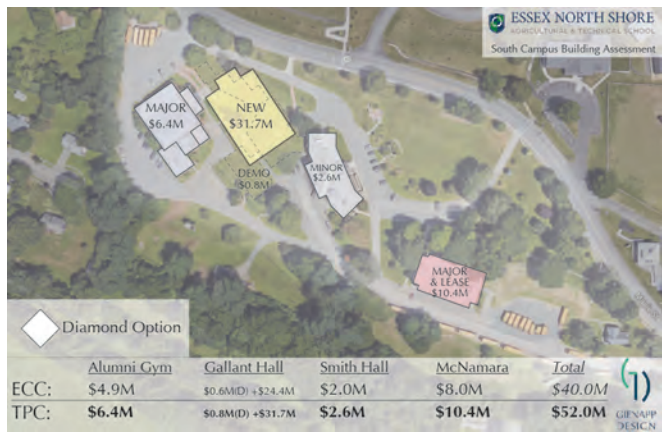 ESSEX NORTH SHORE
AGRICULTURAL & TECHNICAL SCHOOL
South Campus Building Assessment
MAJOR
$6.4M
NEW
$31.7M
DEMO
$0.8M
MINOR
$2.6M
MAJOR
& LEASE
$10.4M
Diamond Option
Alumni Gym Gallant Hall Smith Hall McNamara Total
ECC: $4.9M $0.6M(D) +$24.4M $2.0M $8.0M $40.0M
TPC: $6.4M $0.8M(D) +$31.7M $2.6M $10.4M $52.0M
GIENAPP
DESIGN